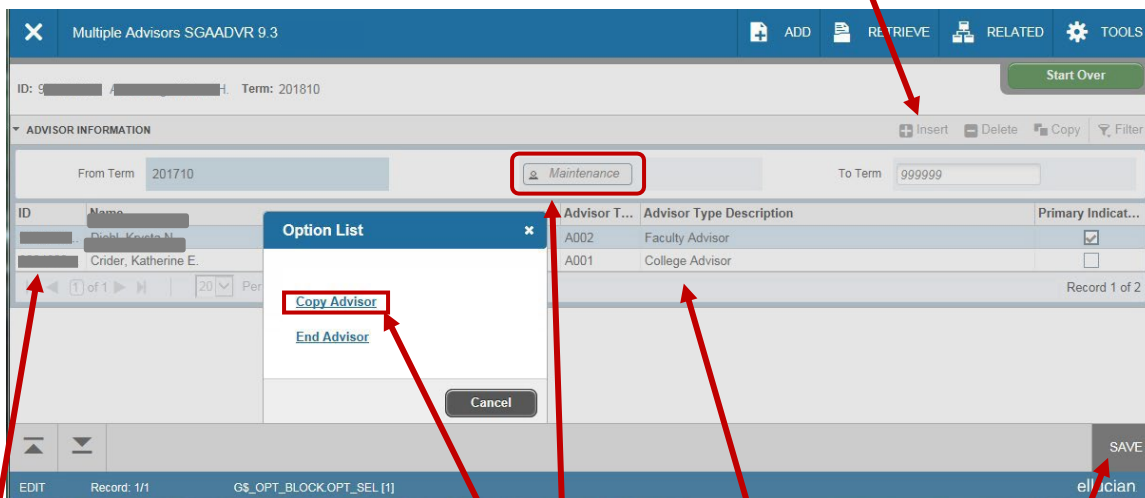 Multiple Advisors SGAADVR 9.3 ADD RETRIEVE RELATED TOOLS
ID: 9 H. Term: 201810 Start Over
ADVISOR INFORMATION Insert Delete Copy Filter
From Term 201710 Maintenance To Term 999999
ID Name Advisor T... Advisor Type Description Primary Indicat...
A002 Faculty Advisor
Crider, Katherine E. A001 College Advisor
1 of 1 20 Per Record 1 of 2
Option List
Copy Advisor
End Advisor
Cancel
SAVE
EDIT Record: 1/1 G$_OPT_BLOCK.OPT_SEL [1] ellucian